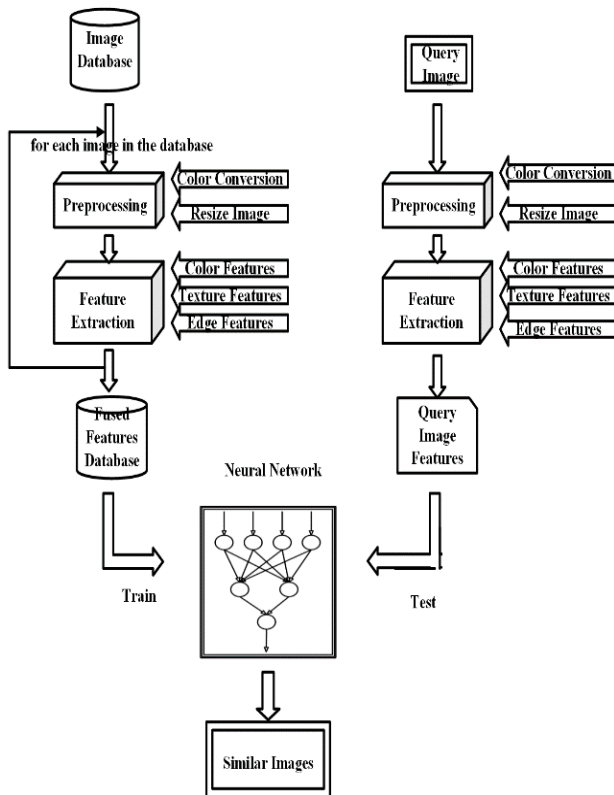 Image
Database
for each image in the database
Color Conversion
Preprocessing
Resize Image
Color Features
Feature
Extraction
Texture Features
Edge Features
Fused
Features
Database
Query
Image
Color Conversion
Preprocessing
Resize Image
Color Features
Feature
Extraction
Texture Features
Edge Features
Query
Image
Features
Neural Network
Train
Test
Similar Images